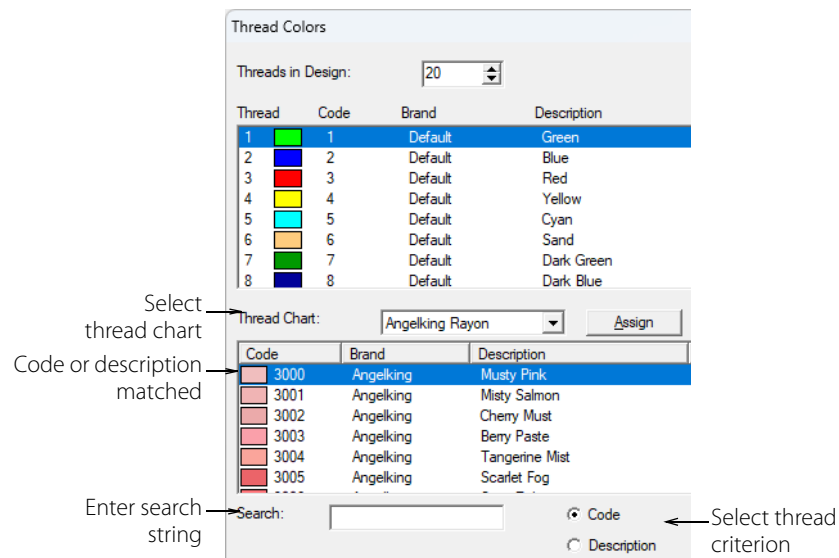 Thread Colors
Threads in Design: 20
Thread Code Brand Description
1 1 Default Green
2 2 Default Blue
3 3 Default Red
4 4 Default Yellow
5 5 Default Cyan
6 6 Default Sand
7 7 Default Dark Green
8 8 Default Dark Blue
Select
thread chart
Thread Chart: Angelking Rayon Assign
Code or description
matched
Code Brand Description
3000 Angelking Musty Pink
3001 Angelking Misty Salmon
3002 Angelking Cherry Must
3003 Angelking Berry Paste
3004 Angelking Tangerine Mist
3005 Angelking Scarlet Fog
Enter search
string
Search: Code
Description
Select thread
criterion